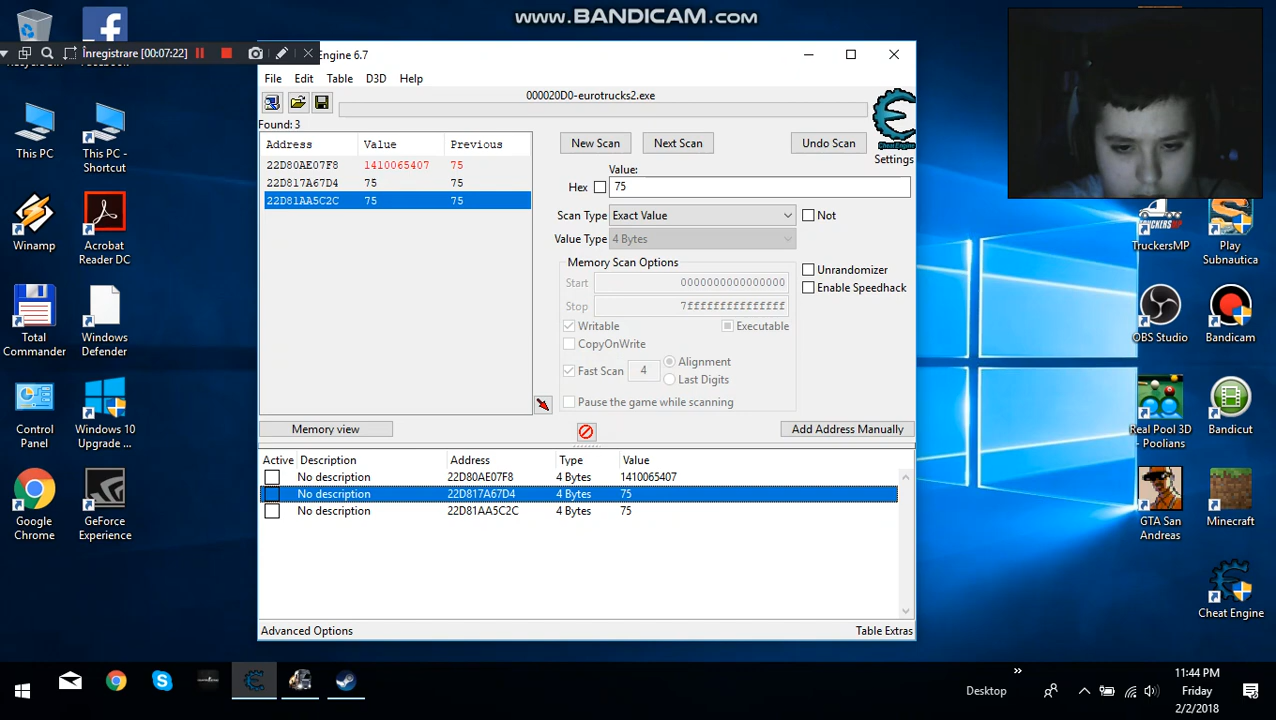 www.BANDICAM.com
Înregistrare [00:07:22]
Engine 6.7
File Edit Table D3D Help
000020D0-eurotrucks2.exe
Found: 3
Address Value Previous
22D80AE07F8 1410065407 75
22D817A67D4 75 75
22D81AA5C2C 75 75
New Scan Next Scan Undo Scan
Settings
Value:
Hex 75
Scan Type Exact Value Not
Value Type 4 Bytes
Memory Scan Options
Start 0000000000000000
Stop 7fffffffffffffff
Unrandomizer
Enable Speedhack
Writable Executable
CopyOnWrite
Fast Scan 4 Alignment
Last Digits
Pause the game while scanning
Memory view Add Address Manually
Active Description Address Type Value
No description 22D80AE07F8 4 Bytes 1410065407
No description 22D817A67D4 4 Bytes 75
No description 22D81AA5C2C 4 Bytes 75
Advanced Options Table Extras
This PC
This PC -
Shortcut
Winamp
Acrobat
Reader DC
Total
Commander
Windows
Defender
Control
Panel
Windows 10
Upgrade ...
Google
Chrome
GeForce
Experience
TruckersMP
Play
Subnautica
OBS Studio
Bandicam
Real Pool 3D
- Poolians
Bandicut
GTA San
Andreas
Minecraft
Cheat Engine
Desktop
»
11:44 PM
Friday
2/2/2018